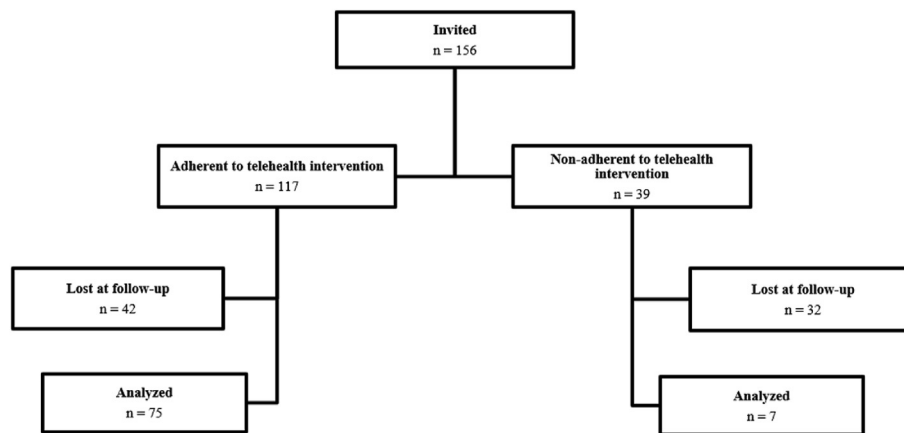 Invited
n = 156
Adherent to telehealth intervention
n = 117
Non-adherent to telehealth
intervention
n = 39
Lost at follow-up
n = 42
Lost at follow-up
n = 32
Analyzed
n = 75
Analyzed
n = 7